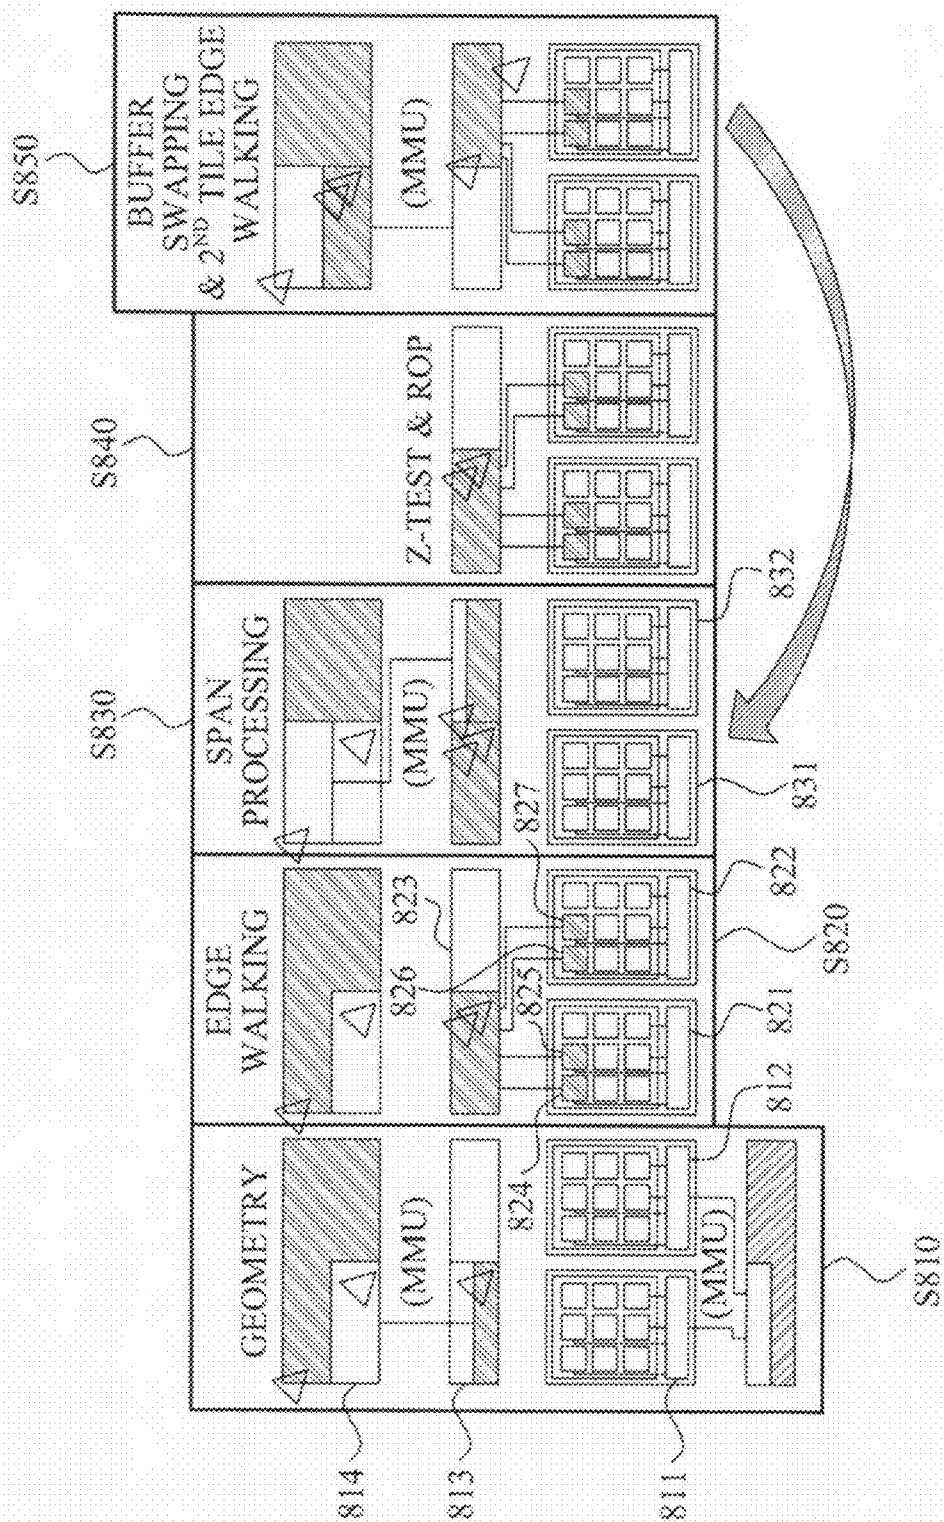 S810
GEOMETRY
814
(MMU)
813
811
812
(MMU)
S820
EDGE
WALKING
823
824
825
826
827
821
822
S830
SPAN
PROCESSING
(MMU)
831
832
S840
Z-TEST & ROP
S850
BUFFER
SWAPPING
& 2ND TILE EDGE
WALKING
(MMU)